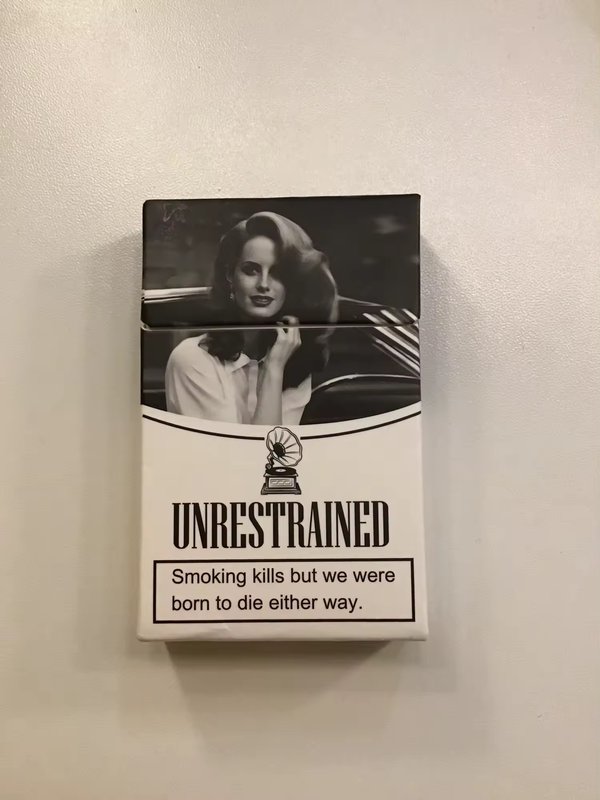 UNRESTRAINED
Smoking kills but we were
born to die either way.